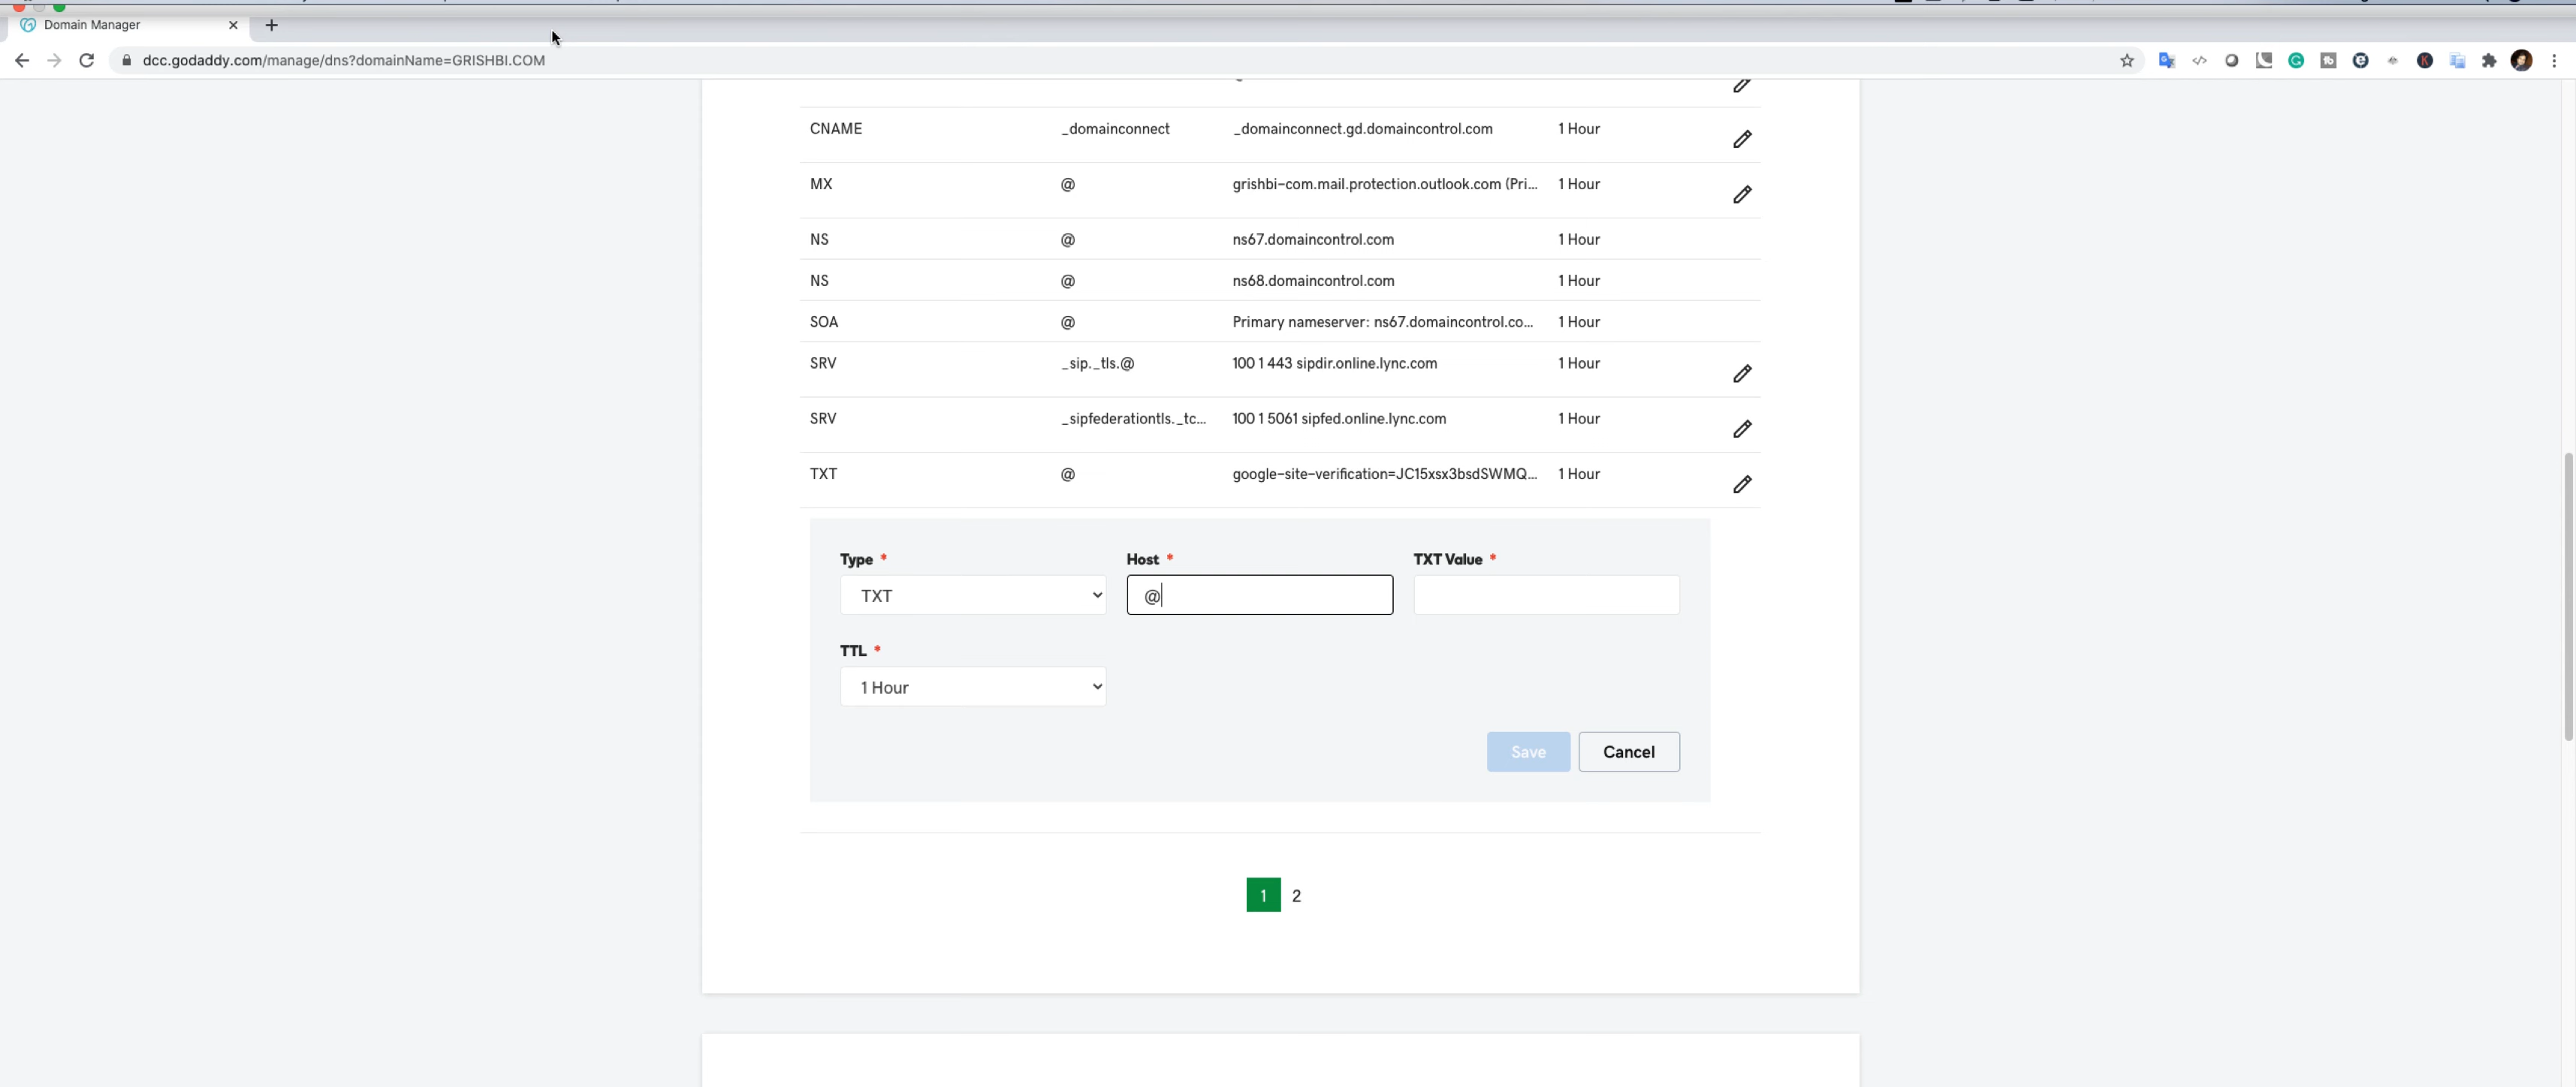 Domain Manager
dcc.godaddy.com/manage/dns?domainName=GRISHBI.COM
CNAME _domainconnect _domainconnect.gd.domaincontrol.com 1 Hour
MX @ grishbi-com.mail.protection.outlook.com (Pri... 1 Hour
NS @ ns67.domaincontrol.com 1 Hour
NS @ ns68.domaincontrol.com 1 Hour
SOA @ Primary nameserver: ns67.domaincontrol.co... 1 Hour
SRV _sip._tls.@ 100 1 443 sipdir.online.lync.com 1 Hour
SRV _sipfederationtls._tc... 100 1 5061 sipfed.online.lync.com 1 Hour
TXT @ google-site-verification=JC15xsx3bsdSWMQ... 1 Hour
Type * Host * TXT Value *
TXT @
TTL *
1 Hour
Save Cancel
1 2